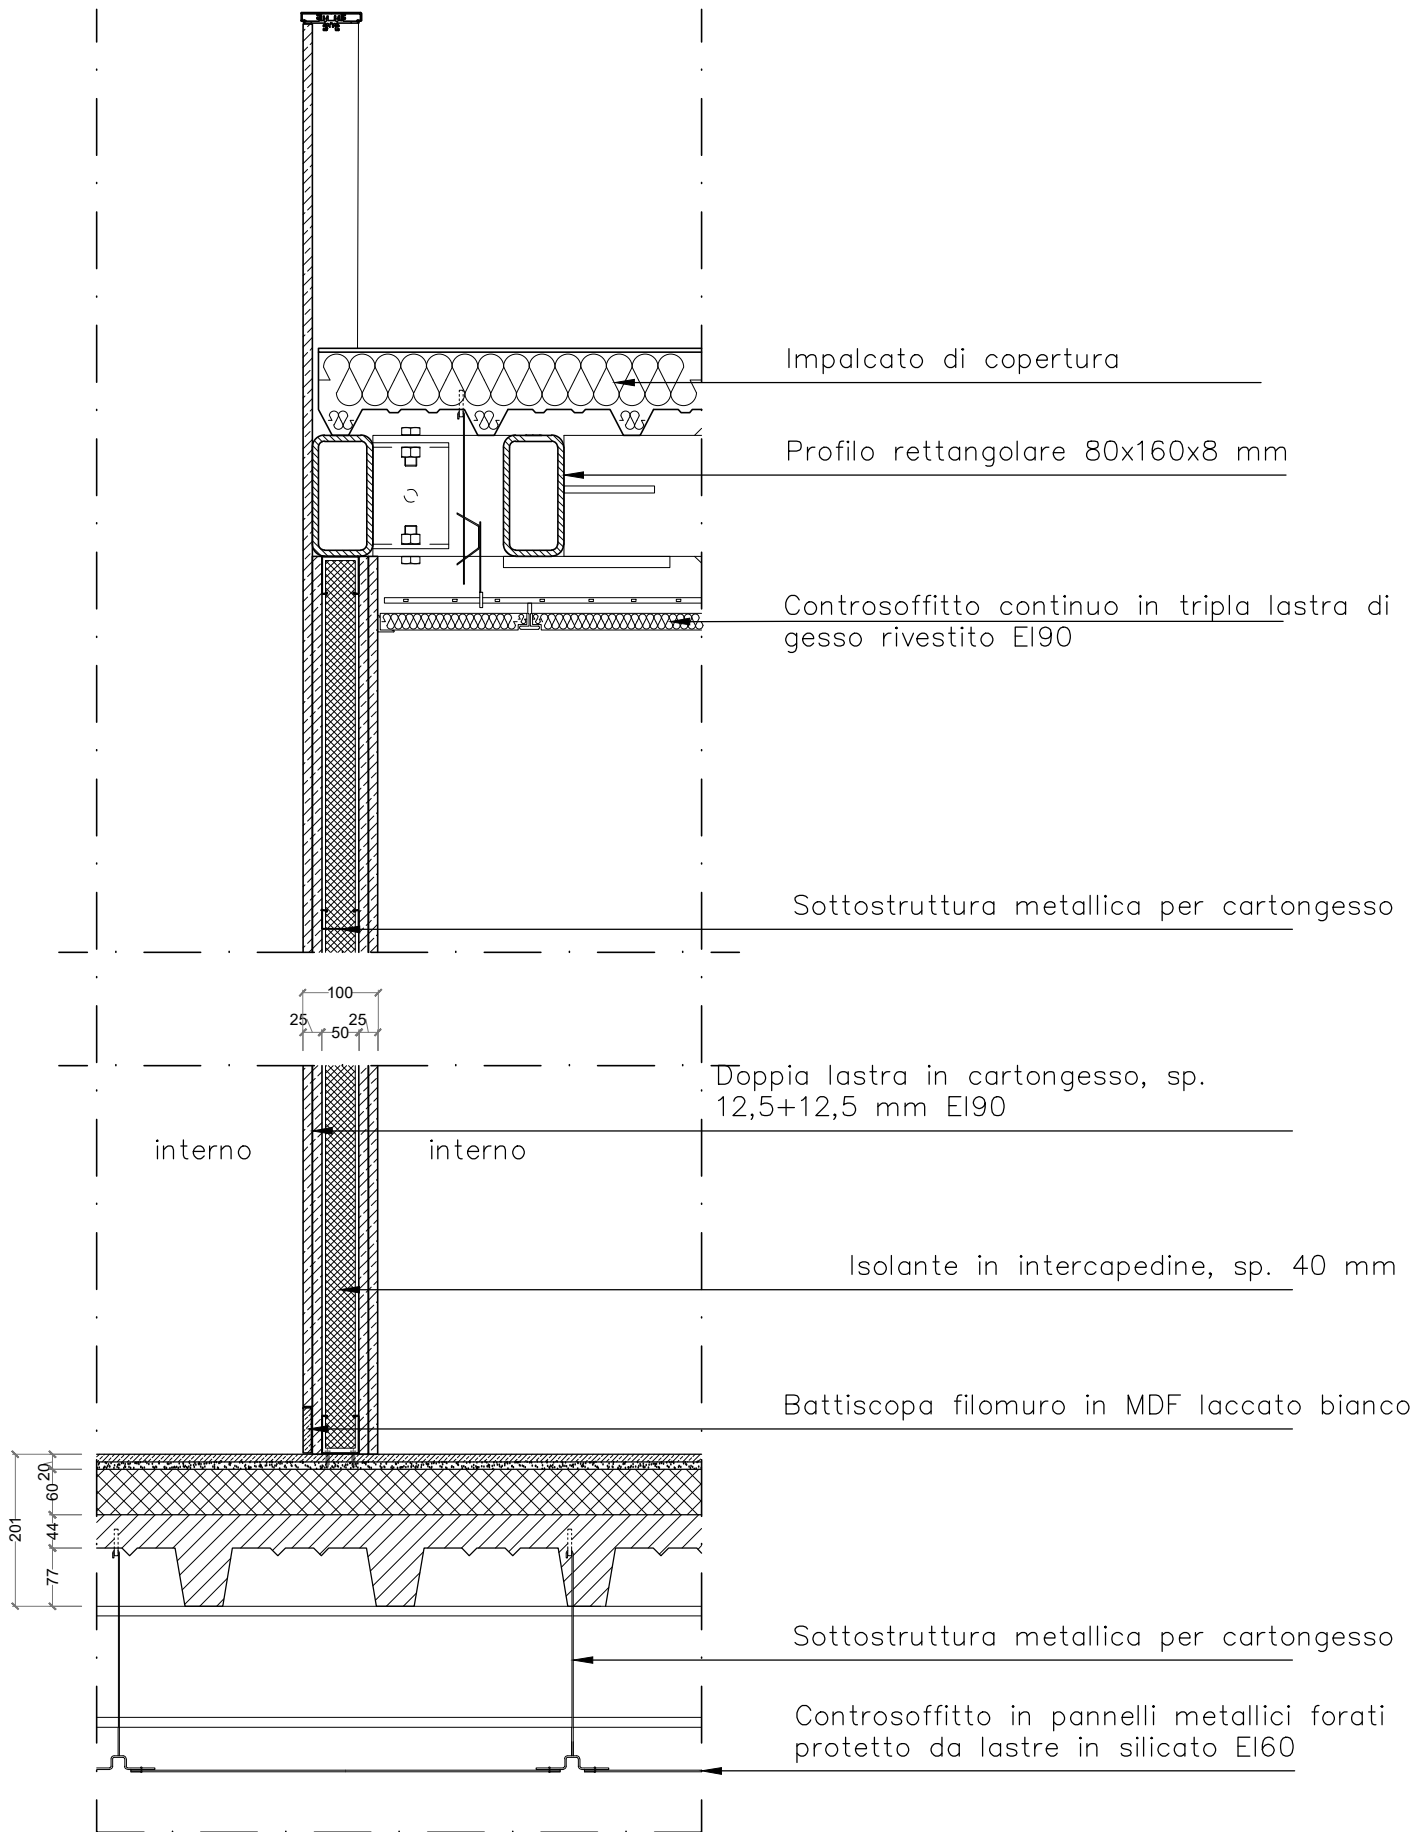 Impalcato di copertura
Profilo rettangolare 80x160x8 mm
Controsoffitto continuo in tripla lastra di
gesso rivestito EI90
Sottostruttura metallica per cartongesso
100
25
50
25
Doppia lastra in cartongesso, sp.
12,5+12,5 mm EI90
interno
interno
Isolante in intercapedine, sp. 40 mm
Battiscopa filomuro in MDF laccato bianco
20
60
201
44
77
Sottostruttura metallica per cartongesso
Controsoffitto in pannelli metallici forati
protetto da lastre in silicato EI60